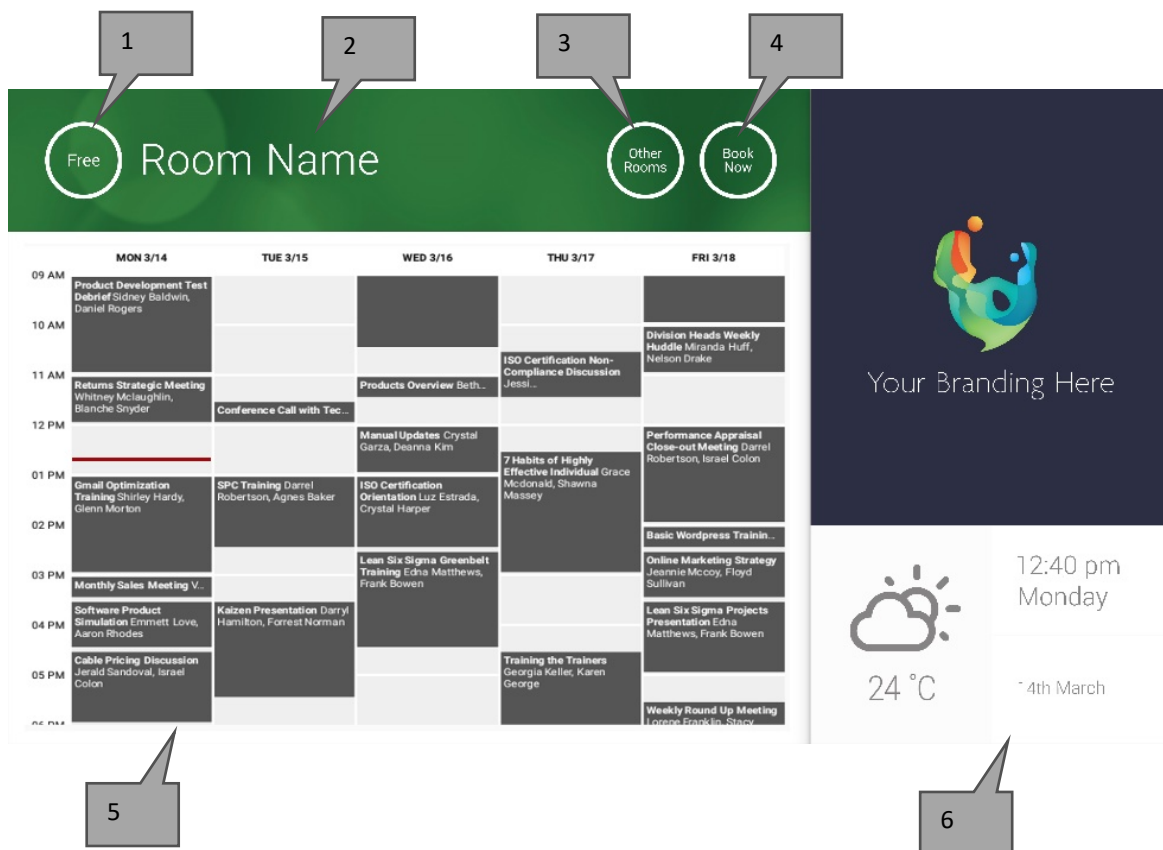 1
2
3
4
Free
Room Name
Other
Rooms
Book
Now
MON 3/14
TUE 3/15
WED 3/16
THU 3/17
FRI 3/18
09 AM
Product Development Test
Debrief Sidney Baldwin,
Daniel Rogers
10 AM
Division Heads Weekly
Huddle Miranda Huff,
Nelson Drake
ISO Certification Non-
Compliance Discussion
Jessi...
11 AM
Returns Strategic Meeting
Whitney Mclaughlin,
Blanche Snyder
Products Overview Beth...
Conference Call with Tec...
12 PM
Manual Updates Crystal
Garza, Deanna Kim
Performance Appraisal
Close-out Meeting Darrel
Robertson, Israel Colon
7 Habits of Highly
Effective Individual Grace
Mcdonald, Shawna
Massey
01 PM
Gmail Optimization
Training Shirley Hardy,
Glenn Morton
SPC Training Darrel
Robertson, Agnes Baker
ISO Certification
Orientation Luz Estrada,
Crystal Harper
02 PM
Basic Wordpress Trainin...
Lean Six Sigma Greenbelt
Training Edna Matthews,
Frank Bowen
Online Marketing Strategy
Jeannie Mccoy, Floyd
Sullivan
03 PM
Monthly Sales Meeting V...
Software Product
Simulation Emmett Love,
Aaron Rhodes
Kaizen Presentation Darryl
Hamilton, Forrest Norman
Lean Six Sigma Projects
Presentation Edna
Matthews, Frank Bowen
04 PM
Cable Pricing Discussion
Jerald Sandoval, Israel
Colon
Training the Trainers
Georgia Keller, Karen
George
05 PM
Weekly Round Up Meeting
Lorene Franklin, Stacy
06 PM
Your Branding Here
12:40 pm
Monday
24 °C
4th March
5
6